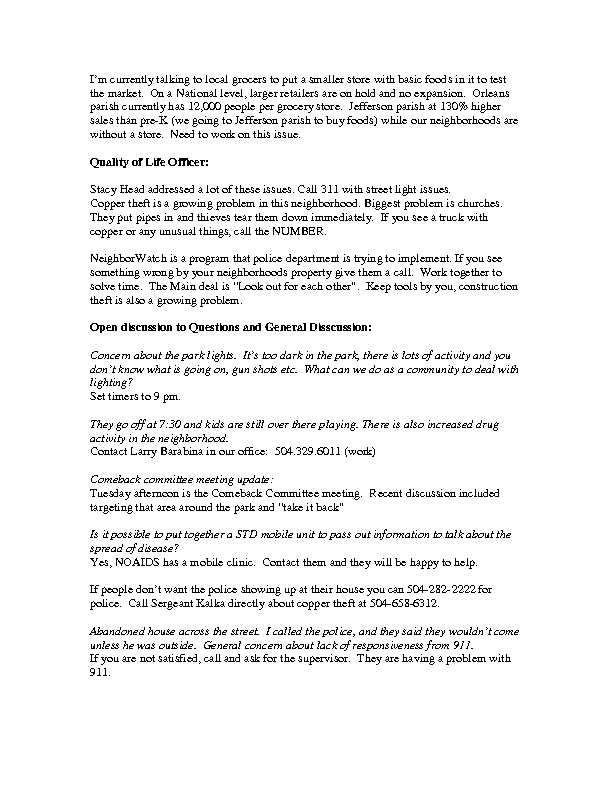 I'm currently talking to local grocers to put a smaller store with basic foods in it to test
the market.  On a National level, larger retailers are on hold and no expansion.  Orleans
parish currently has 12,000 people per grocery store.  Jefferson parish at 130% higher
sales than pre-K (we going to Jefferson parish to buy foods) while our neighborhoods are
without a store.  Need to work on this issue.
Quality of Life Officer:
Stacy Head addressed a lot of these issues. Call 311 with street light issues.
Copper theft is a growing problem in this neighborhood. Biggest problem is churches.
They put pipes in and thieves tear them down immediately.  If you see a truck with
copper or any unusual things, call the NUMBER.
NeighborWatch is a program that police department is trying to implement. If you see
something wrong by your neighborhoods property give them a call.  Work together to
solve time.  The Main deal is "Look out for each other".  Keep tools by you, construction
theft is also a growing problem.
Open discussion to Questions and General Disscussion:
Concern about the park lights.  It's too dark in the park, there is lots of activity and you
don't know what is going on, gun shots etc.  What can we do as a community to deal with
lighting?
Set timers to 9 pm.
They go off at 7:30 and kids are still over there playing. There is also increased drug
activity in the neighborhood.
Contact Larry Barabina in our office:  504.329.6011 (work)
Comeback committee meeting update:
Tuesday afternoon is the Comeback Committee meeting.  Recent discussion included
targeting that area around the park and "take it back"
Is it possible to put together a STD mobile unit to pass out information to talk about the
spread of disease?
Yes, NOAIDS has a mobile clinic.  Contact them and they will be happy to help.
If people don't want the police showing up at their house you can 504-282-2222 for
police.  Call Sergeant Kalka directly about copper theft at 504-658-6312.
Abandoned house across the street.  I called the police, and they said they wouldn't come
unless he was outside.  General concern about lack of responsiveness from 911.
If you are not satisfied, call and ask for the supervisor.  They are having a problem with
911.